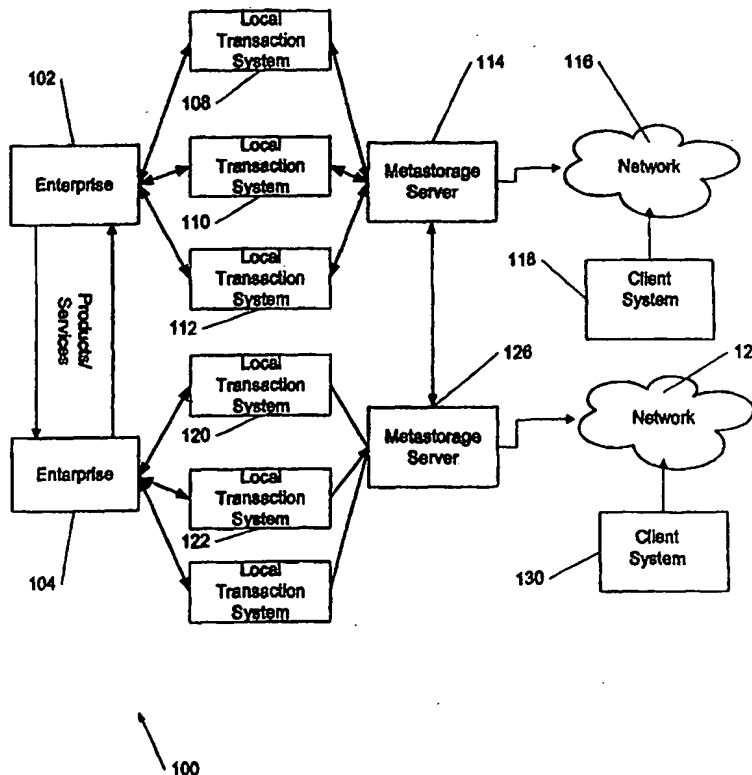 Local
Transaction
System
102
108
114
116
Enterprise
Local
Transaction
System
110
Metastorage
Server
Network
Local
Transaction
System
112
118
Client
System
Products/
Services
126
Local
Transaction
System
120
12
Network
Metastorage
Server
Enterprise
Local
Transaction
System
122
104
Local
Transaction
System
130
Client
System
100